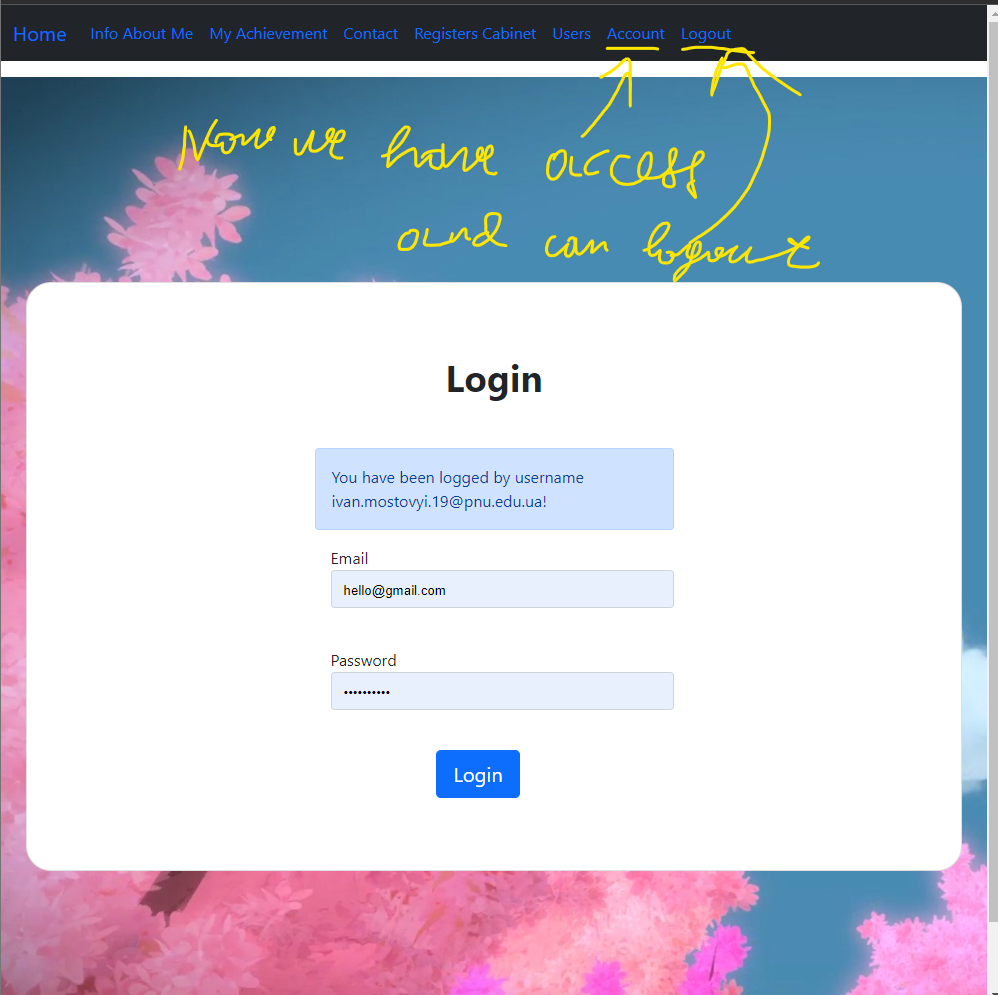 Home Info About Me My Achievement Contact Registers Cabinet Users Account Logout
Now we have access
and can logout
Login
You have been logged by username
ivan.mostovyi.19@pnu.edu.ua!
Email
hello@gmail.com
Password
••••••••••
Login